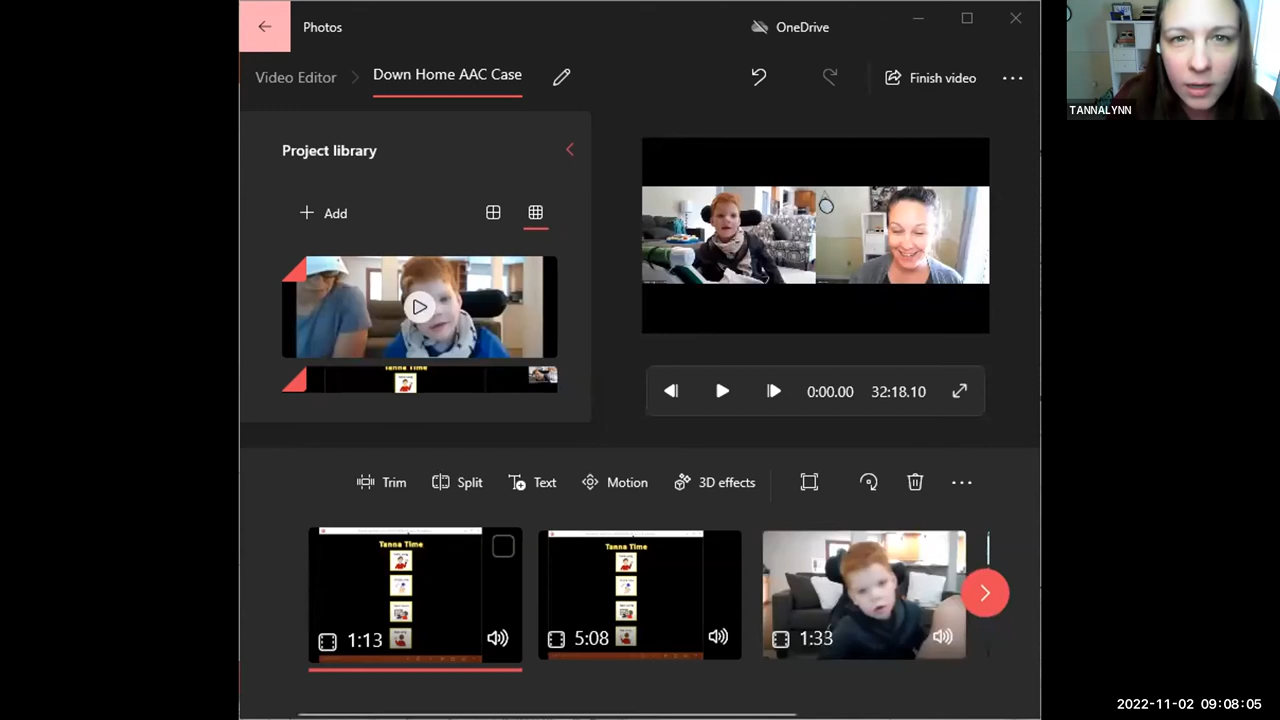 Photos
OneDrive
Video Editor
Down Home AAC Case
Finish video
Project library
Add
0:00.00
32:18.10
Trim
Split
Text
Motion
3D effects
Tanna Time
1:13
Tanna Time
5:08
1:33
TANNALYNN
2022-11-02 09:08:05